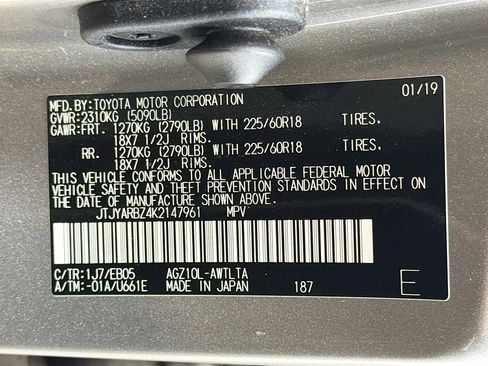 MFD.BY:TOYOTA MOTOR CORPORATION 01/19
GVWR:2310KG (5090LB)
GAWR:FRT. 1270KG (2790LB) WITH 225/60R18 TIRES.
18X7 1/2J RIMS.
RR. 1270KG (2790LB) WITH 225/60R18 TIRES.
18X7 1/2J RIMS.
THIS VEHICLE CONFORMS TO ALL APPLICABLE FEDERAL MOTOR
VEHICLE SAFETY AND THEFT PREVENTION STANDARDS IN EFFECT ON
THE DATE OF MANUFACTURE SHOWN ABOVE.
JTJYARBZ4K2147961 MPV
C/TR:1J7/EB05 AGZ10L-AWTLTA
A/TM:-01A/U661E MADE IN JAPAN 187 E